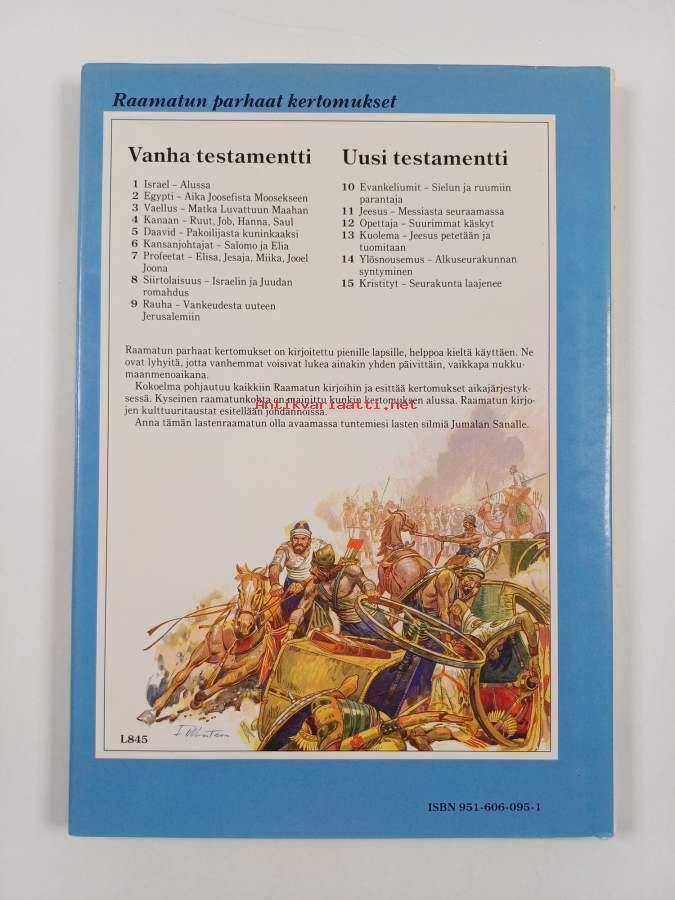 Raamatun parhaat kertomukset
Vanha testamentti
1 Israel – Alussa
2 Egypti – Aika Joosefista Moosekseen
3 Vaellus – Matka Luvattuun Maahan
4 Kanaan – Ruut, Job, Hanna, Saul
5 Daavid – Pakoilijasta kuninkaaksi
6 Kansanjohtajat – Salomo ja Elia
7 Profeetat – Elisa, Jesaja, Miika, Jooel
Joona
8 Siirtolaisuus – Israelin ja Juudan
romahdus
9 Rauha – Vankeudesta uuteen
Jerusalemiin
Uusi testamentti
10 Evankeliumit – Sielun ja ruumiin
parantaja
11 Jeesus – Messiasta seuraamassa
12 Opettaja – Suurimmat käskyt
13 Kuolema – Jeesus petetään ja
tuomitaan
14 Ylösnousemus – Alkuseurakunnan
syntyminen
15 Kristityt – Seurakunta laajenee
Raamatun parhaat kertomukset on kirjoitettu pienille lapsille, helppoa kieltä käyttäen. Ne
ovat lyhyitä, jotta vanhemmat voisivat lukea ainakin yhden päivittäin, vaikkapa nukku-
maanmenoaikana.
Kokoelma pohjautuu kaikkiin Raamatun kirjoihin ja esittää kertomukset aikajärjestyk-
sessä. Kyseinen raamatunkohta on mainittu kunkin kertomuksen alussa. Raamatun kirjo-
jen kulttuuritaustat esitellään johdannoissa.
Antikvariaatti.net
Anna tämän lastenraamatun olla avaamassa tuntemiesi lasten silmiä Jumalan Sanalle.
L845
ISBN 951-606-095-1